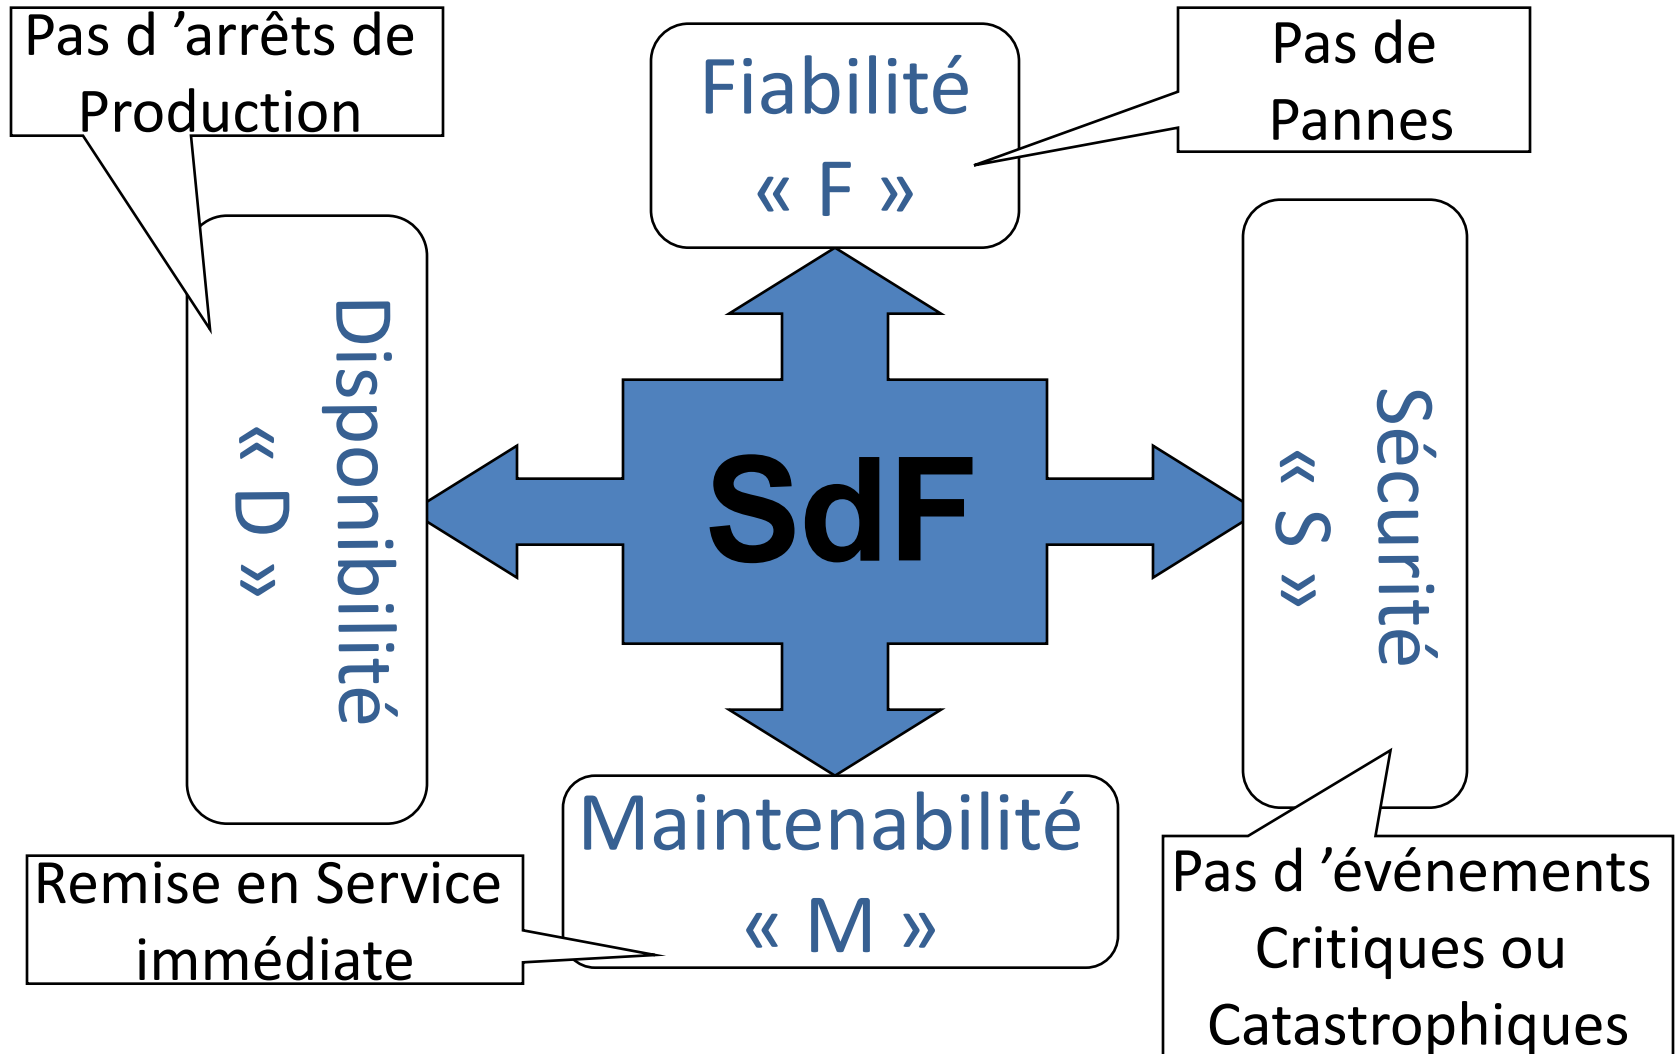 Pas d ’arrêts de
Production
Fiabilité
« F »
Pas de
Pannes
Disponibilité
« D »
SdF
Sécurité
« S »
Maintenabilité
« M »
Remise en Service
immédiate
Pas d ’événements
Critiques ou
Catastrophiques